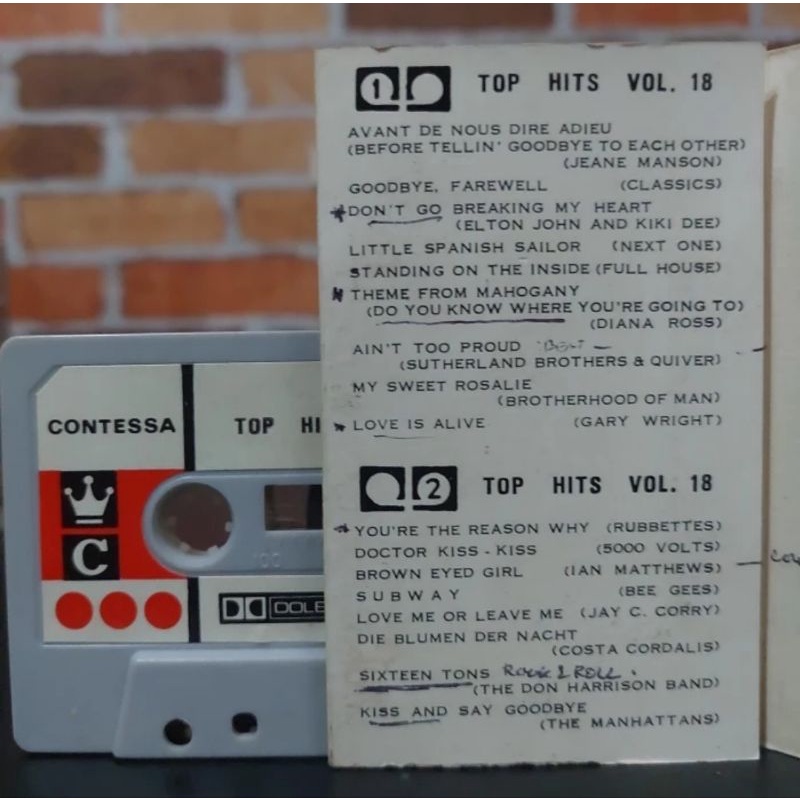 1 TOP HITS VOL. 18
AVANT DE NOUS DIRE ADIEU
(BEFORE TELLIN' GOODBYE TO EACH OTHER)
(JEANE MANSON)
GOODBYE, FAREWELL (CLASSICS)
DON'T GO BREAKING MY HEART
(ELTON JOHN AND KIKI DEE)
LITTLE SPANISH SAILOR (NEXT ONE)
STANDING ON THE INSIDE (FULL HOUSE)
THEME FROM MAHOGANY
(DO YOU KNOW WHERE YOU'RE GOING TO)
(DIANA ROSS)
AIN'T TOO PROUD
(SUTHERLAND BROTHERS & QUIVER)
MY SWEET ROSALIE
(BROTHERHOOD OF MAN)
LOVE IS ALIVE (GARY WRIGHT)
2 TOP HITS VOL. 18
YOU'RE THE REASON WHY (RUBBETTES)
DOCTOR KISS - KISS (5000 VOLTS)
BROWN EYED GIRL (IAN MATTHEWS)
SUBWAY (BEE GEES)
LOVE ME OR LEAVE ME (JAY C. CORRY)
DIE BLUMEN DER NACHT
(COSTA CORDALIS)
SIXTEEN TONS ROCK & ROLL.
(THE DON HARRISON BAND)
KISS AND SAY GOODBYE
(THE MANHATTANS)
CONTESSA TOP HI
C
DOLB